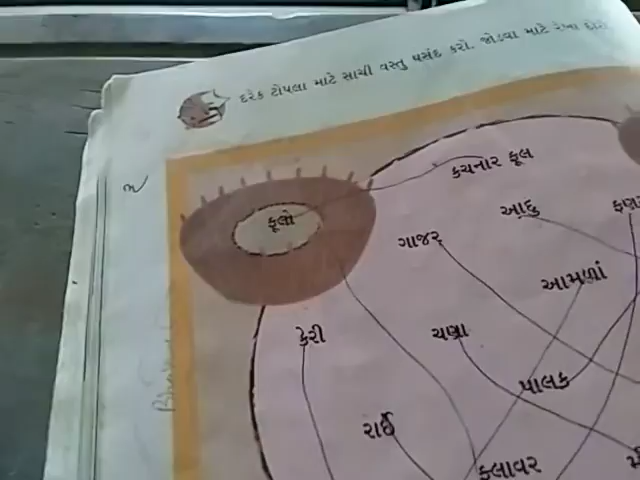 દરેક ટોપલા માટે સાચી વસ્તુ પસંદ કરો. જોડવા માટે રેખા દોરો
કચનાર ફૂલ
ફૂલો
આદુ
ગાજર
આમળાં
કેરી
ચણા
પાલક
રાઈ
ફ્લાવર